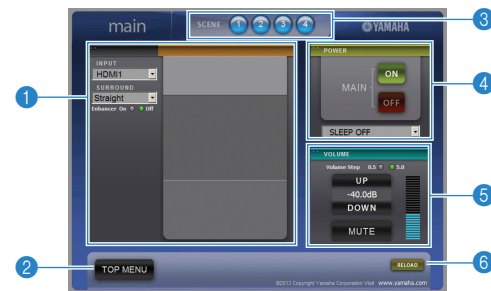 main
SCENE 1 2 3 4
YAMAHA
3
1
INPUT
HDMI1
SURROUND
Straight
Enhancer On Off
POWER
MAIN
ON
OFF
SLEEP OFF
4
VOLUME
Volume Step 0.5 5.0
UP
-40.0dB
DOWN
MUTE
5
2
TOP MENU
RELOAD
6
©2013 Copyright Yamaha Corporation Visit www.yamaha.com